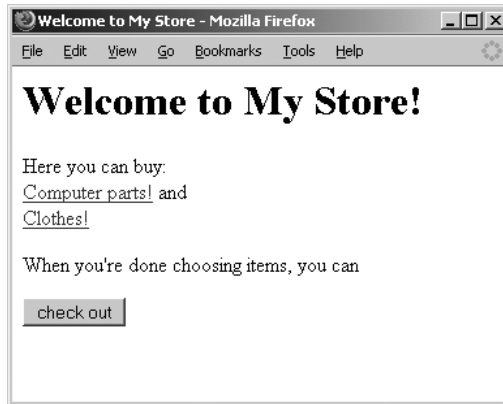 Welcome to My Store - Mozilla Firefox
File Edit View Go Bookmarks Tools Help
Welcome to My Store!
Here you can buy:
Computer parts! and
Clothes!
When you're done choosing items, you can
check out